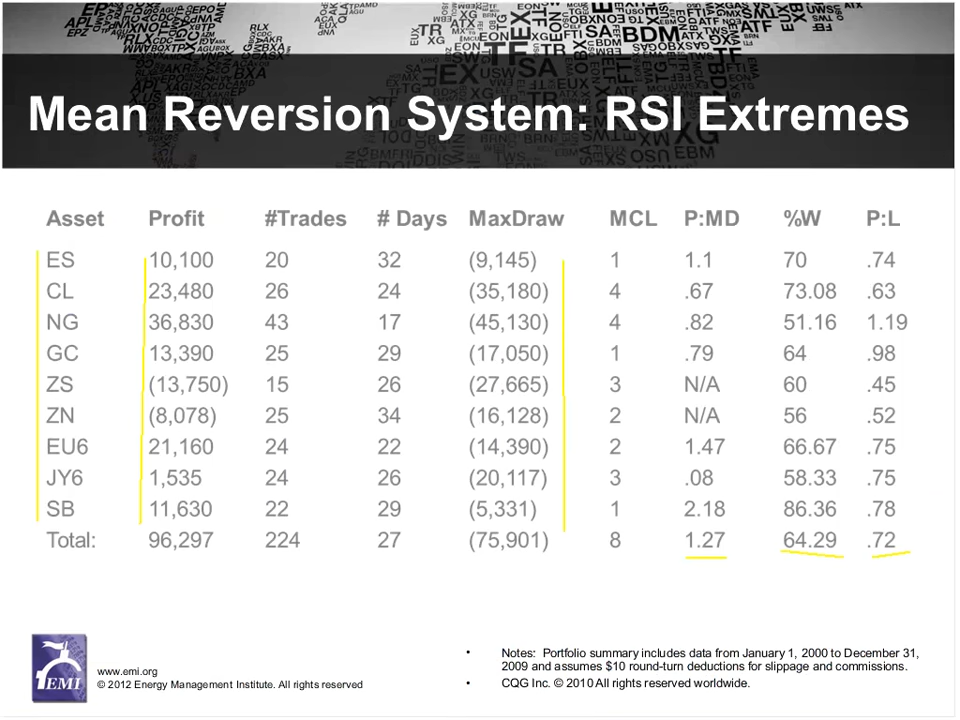 Mean Reversion System: RSI Extremes
Asset Profit #Trades # Days MaxDraw MCL P:MD %W P:L
ES 10,100 20 32 (9,145) 1 1.1 70 .74
CL 23,480 26 24 (35,180) 4 .67 73.08 .63
NG 36,830 43 17 (45,130) 4 .82 51.16 1.19
GC 13,390 25 29 (17,050) 1 .79 64 .98
ZS (13,750) 15 26 (27,665) 3 N/A 60 .45
ZN (8,078) 25 34 (16,128) 2 N/A 56 .52
EU6 21,160 24 22 (14,390) 2 1.47 66.67 .75
JY6 1,535 24 26 (20,117) 3 .08 58.33 .75
SB 11,630 22 29 (5,331) 1 2.18 86.36 .78
Total: 96,297 224 27 (75,901) 8 1.27 64.29 .72
EMI
www.emi.org
© 2012 Energy Management Institute. All rights reserved
• Notes: Portfolio summary includes data from January 1, 2000 to December 31,
2009 and assumes $10 round-turn deductions for slippage and commissions.
• CQG Inc. © 2010 All rights reserved worldwide.